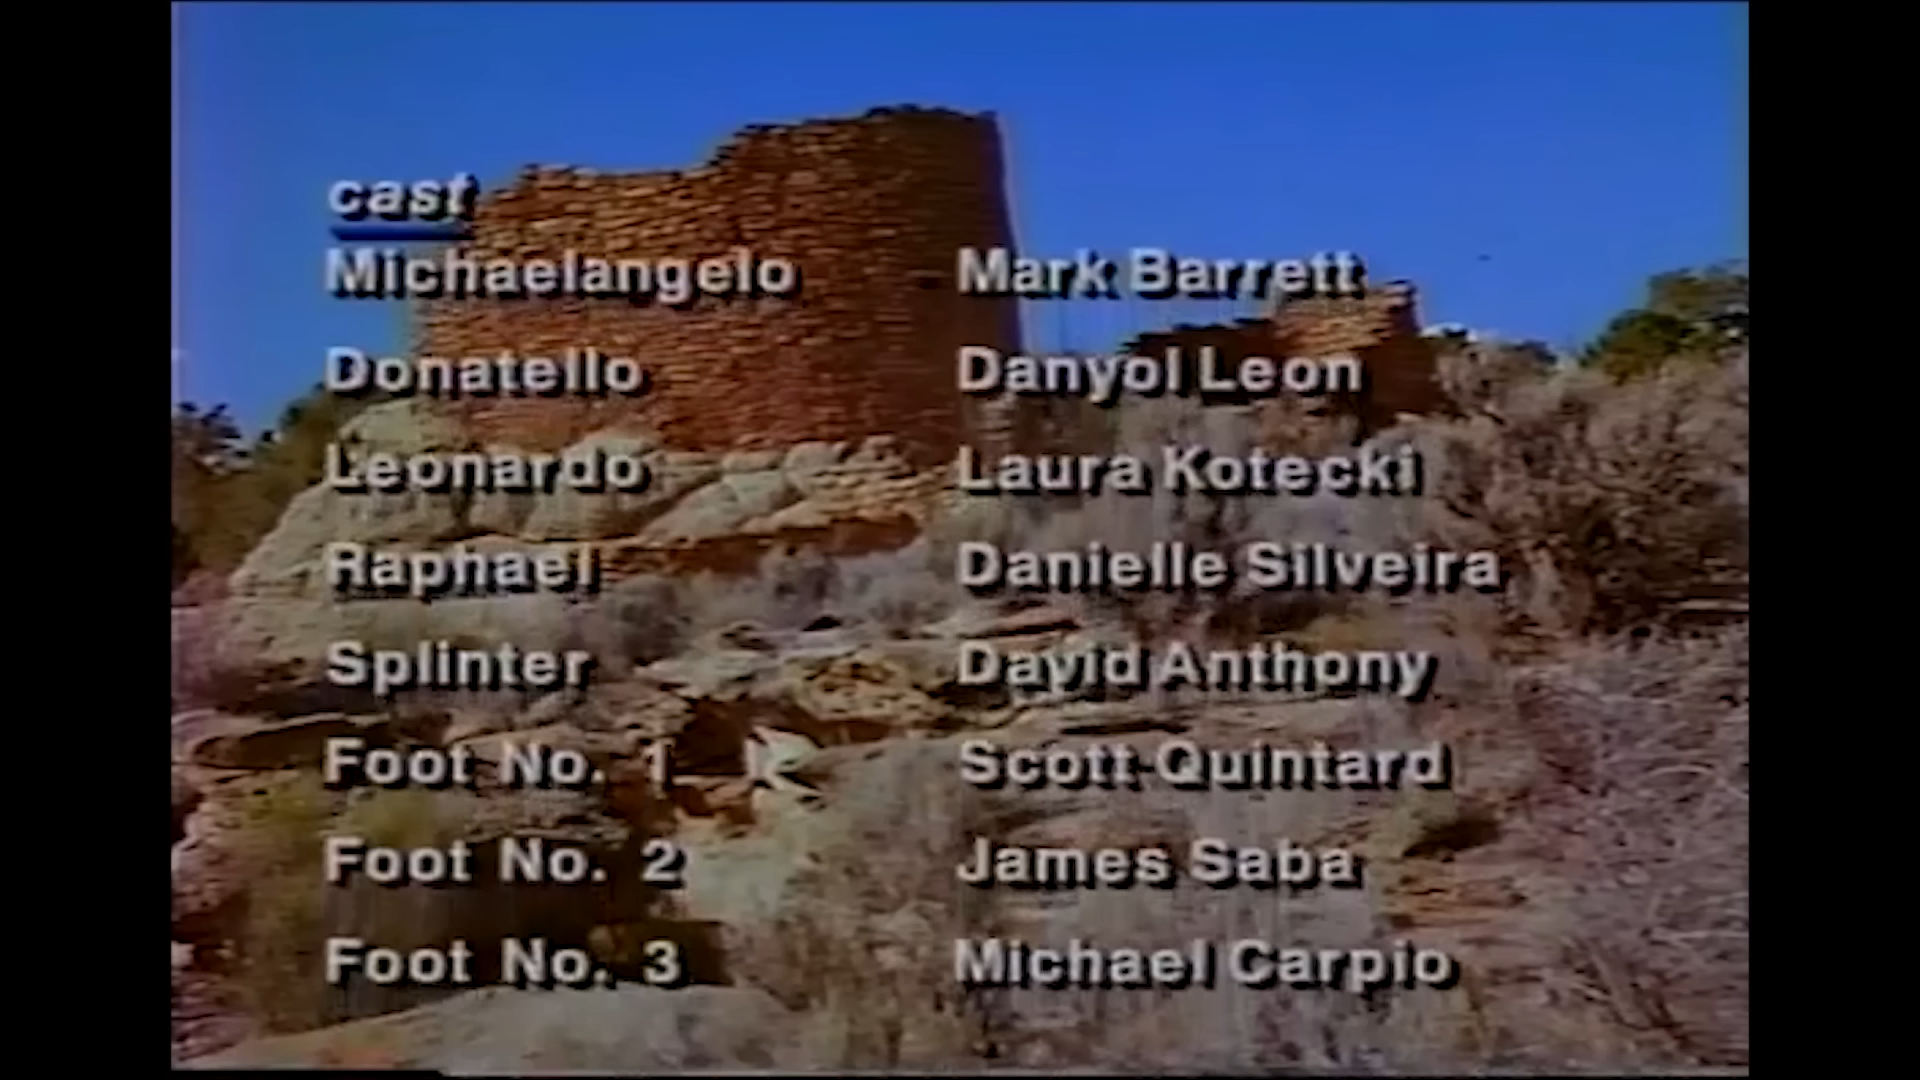 cast
Michaelangelo Mark Barrett
Donatello Danyol Leon
Leonardo Laura Kotecki
Raphael Danielle Silveira
Splinter David Anthony
Foot No. 1 Scott Quintard
Foot No. 2 James Saba
Foot No. 3 Michael Carpio